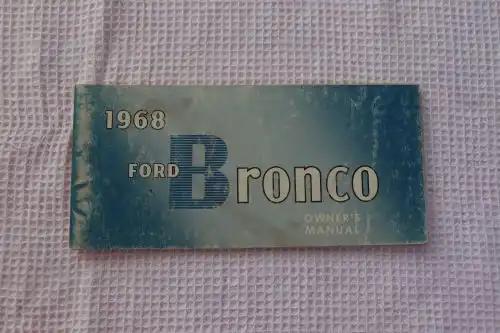 1968
FORD Bronco
OWNER'S
MANUAL